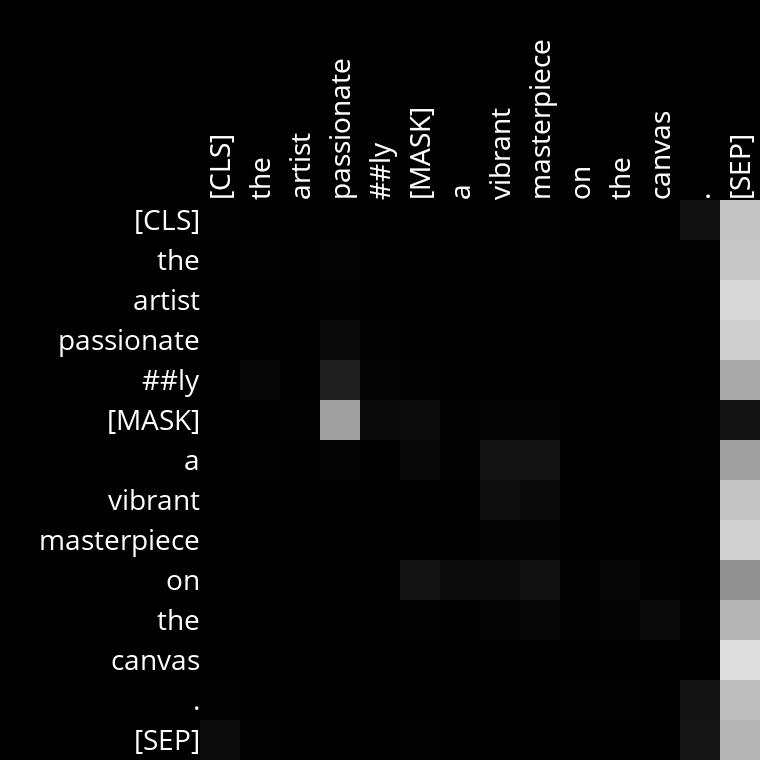 [CLS] the artist passionate ##ly [MASK] a vibrant masterpiece on the canvas . [SEP]
[CLS]
the
artist
passionate
##ly
[MASK]
a
vibrant
masterpiece
on
the
canvas
.
[SEP]